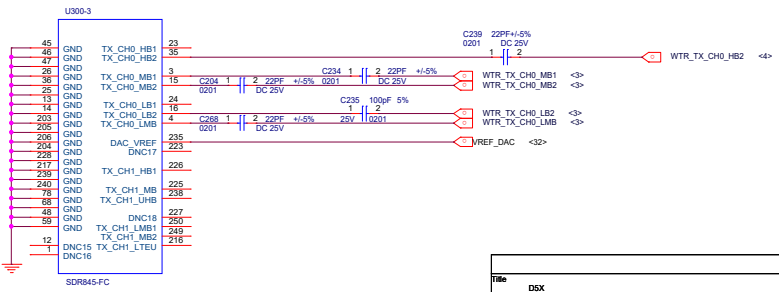 U300-3
45 GND TX_CH0_HB1 23
46 GND TX_CH0_HB2 35
C239 22PF+/-5%
0201 DC 25V
1 2
WTR_TX_CH0_HB2 <4>
47 GND
26 GND TX_CH0_MB1 3
C234 1 2 22PF +/-5%
0201 DC 25V
WTR_TX_CH0_MB1 <3>
36 GND TX_CH0_MB2 15
C204 1 2 22PF +/-5%
0201 DC 25V
WTR_TX_CH0_MB2 <3>
25 GND
13 GND TX_CH0_LB1 24
14 GND TX_CH0_LB2 16
C235 100pF 5%
1 2
25V 0201
WTR_TX_CH0_LB2 <3>
203 GND TX_CH0_LMB 4
C268 1 2 22PF +/-5%
0201 DC 25V
WTR_TX_CH0_LMB <3>
205 GND
206 GND DAC_VREF 235
VREF_DAC <32>
204 GND DNC17 223
228 GND
217 GND TX_CH1_HB1 226
239 GND
240 GND TX_CH1_MB 225
78 GND TX_CH1_UHB 238
68 GND
48 GND DNC18 227
59 GND TX_CH1_LMB1 250
TX_CH1_MB2 249
12 DNC15 TX_CH1_LTEU 216
1 DNC16
SDR845-FC
Title
D5X